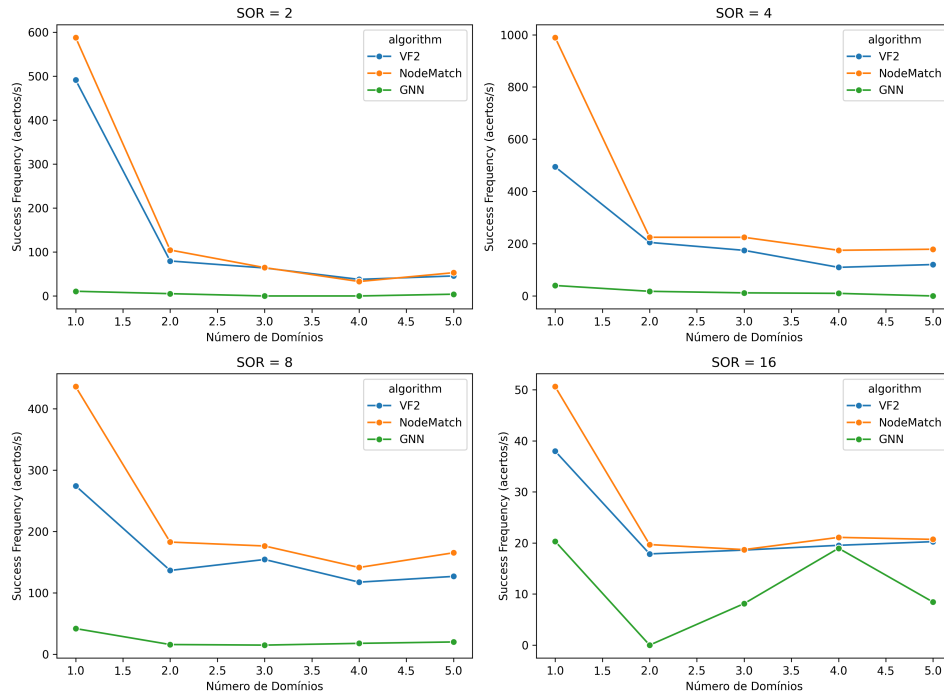 SOR = 2
Success Frequency (acertos/s)
600
500
400
300
200
100
0
algorithm
VF2
NodeMatch
GNN
1.0 1.5 2.0 2.5 3.0 3.5 4.0 4.5 5.0
Número de Domínios
SOR = 4
Success Frequency (acertos/s)
1000
800
600
400
200
0
algorithm
VF2
NodeMatch
GNN
1.0 1.5 2.0 2.5 3.0 3.5 4.0 4.5 5.0
Número de Domínios
SOR = 8
Success Frequency (acertos/s)
400
300
200
100
0
algorithm
VF2
NodeMatch
GNN
1.0 1.5 2.0 2.5 3.0 3.5 4.0 4.5 5.0
Número de Domínios
SOR = 16
Success Frequency (acertos/s)
50
40
30
20
10
0
algorithm
VF2
NodeMatch
GNN
1.0 1.5 2.0 2.5 3.0 3.5 4.0 4.5 5.0
Número de Domínios